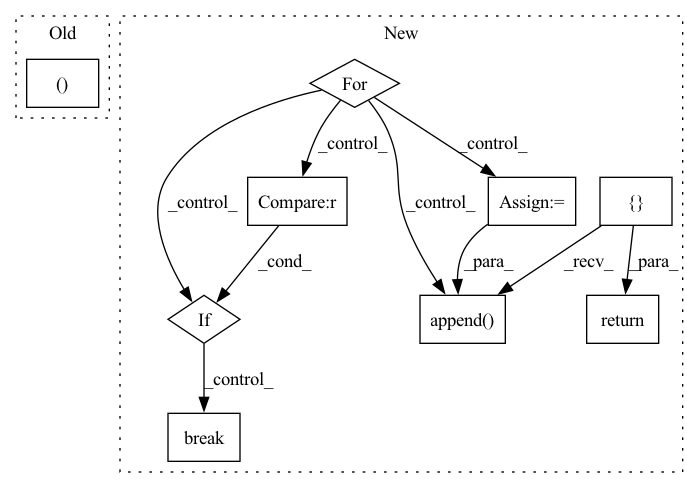 Old
New
()
For
_control_
_control_
_control_
_control_
Compare:r
Assign:=
{}
_cond_
_para_
_recv_
_para_
If
append()
return
_control_
break